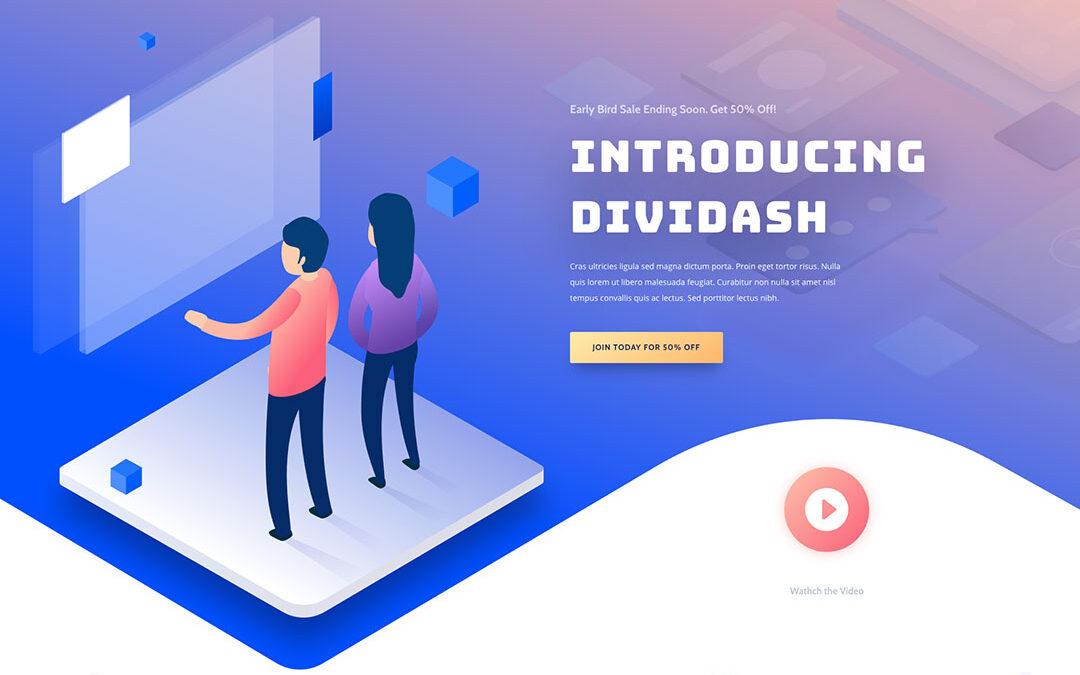 Early Bird Sale Ending Soon. Get 50% Off!
INTRODUCING
DIVIDASH
Cras ultricies ligula sed magna dictum porta. Proin eget tortor risus. Nulla
quis lorem ut libero malesuada feugiat. Curabitur non nulla sit amet nisl
tempus convallis quis ac lectus. Sed porttitor lectus nibh.
JOIN TODAY FOR 50% OFF
Wathch the Video